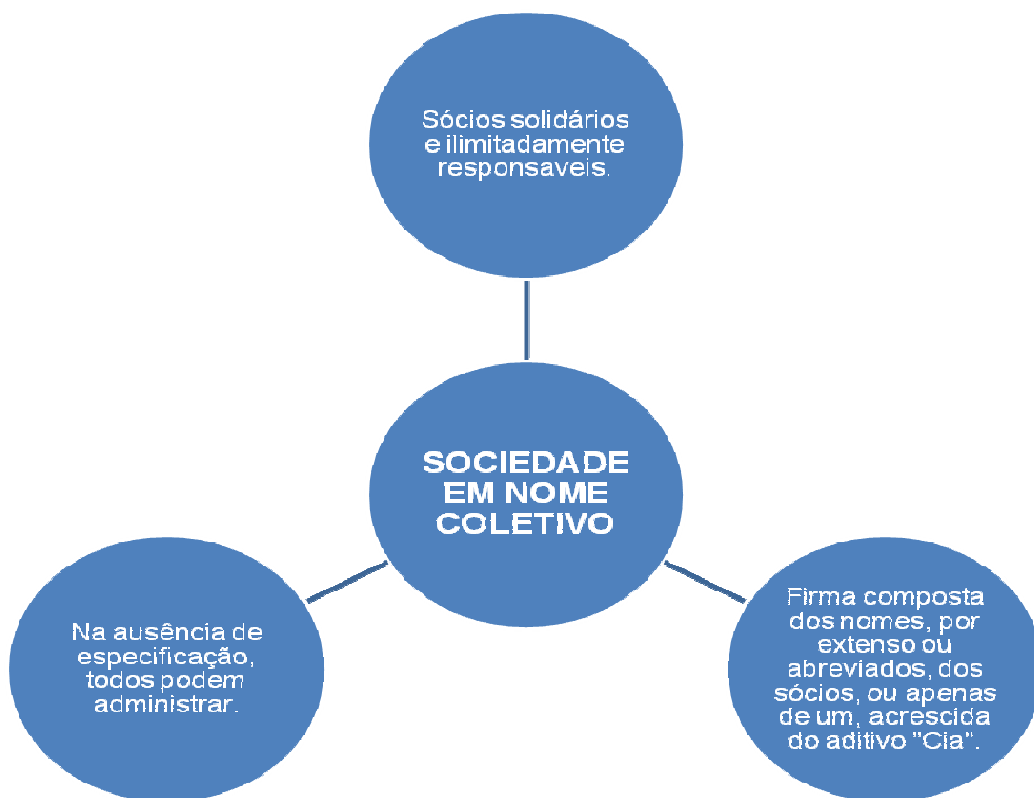 Sócios solidários
e ilimitadamente
responsaveis.
SOCIEDADE
EM NOME
COLETIVO
Na ausência de
especificação,
todos podem
administrar.
Firma composta
dos nomes, por
extenso ou
abreviados, dos
sócios, ou apenas
de um, acrescida
do aditivo "Cia".